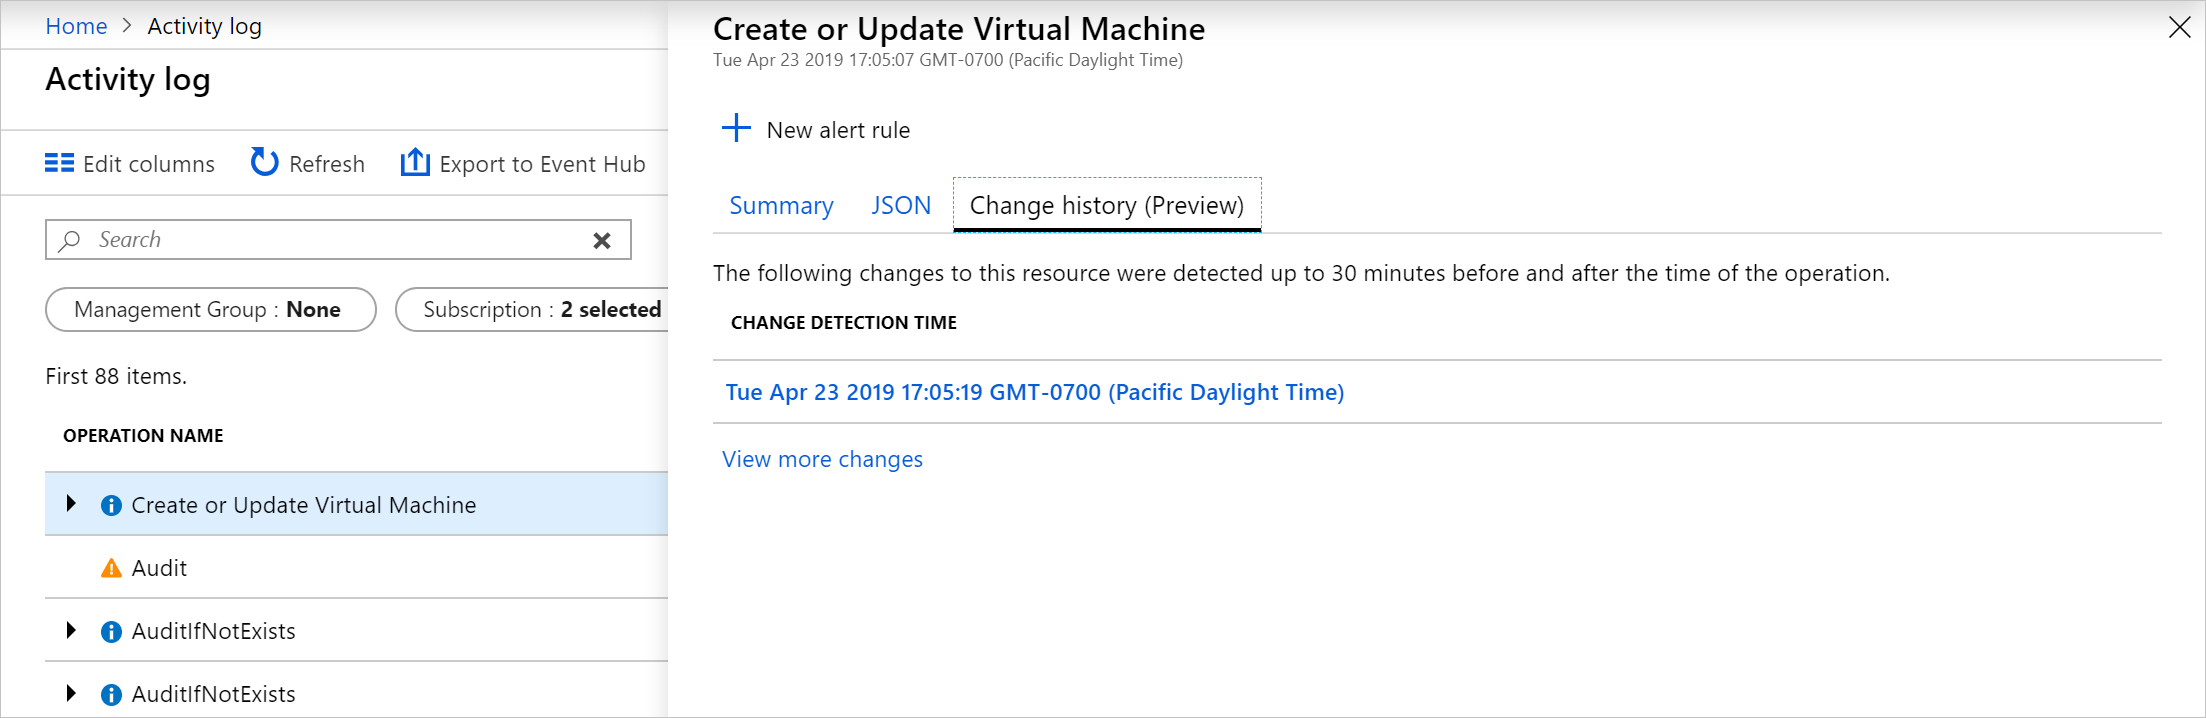 Home > Activity log
Activity log
Edit columns Refresh Export to Event Hub
Search
Management Group : None Subscription : 2 selected
First 88 items.
OPERATION NAME
Create or Update Virtual Machine
Audit
AuditIfNotExists
AuditIfNotExists
Create or Update Virtual Machine
Tue Apr 23 2019 17:05:07 GMT-0700 (Pacific Daylight Time)
New alert rule
Summary JSON Change history (Preview)
The following changes to this resource were detected up to 30 minutes before and after the time of the operation.
CHANGE DETECTION TIME
Tue Apr 23 2019 17:05:19 GMT-0700 (Pacific Daylight Time)
View more changes